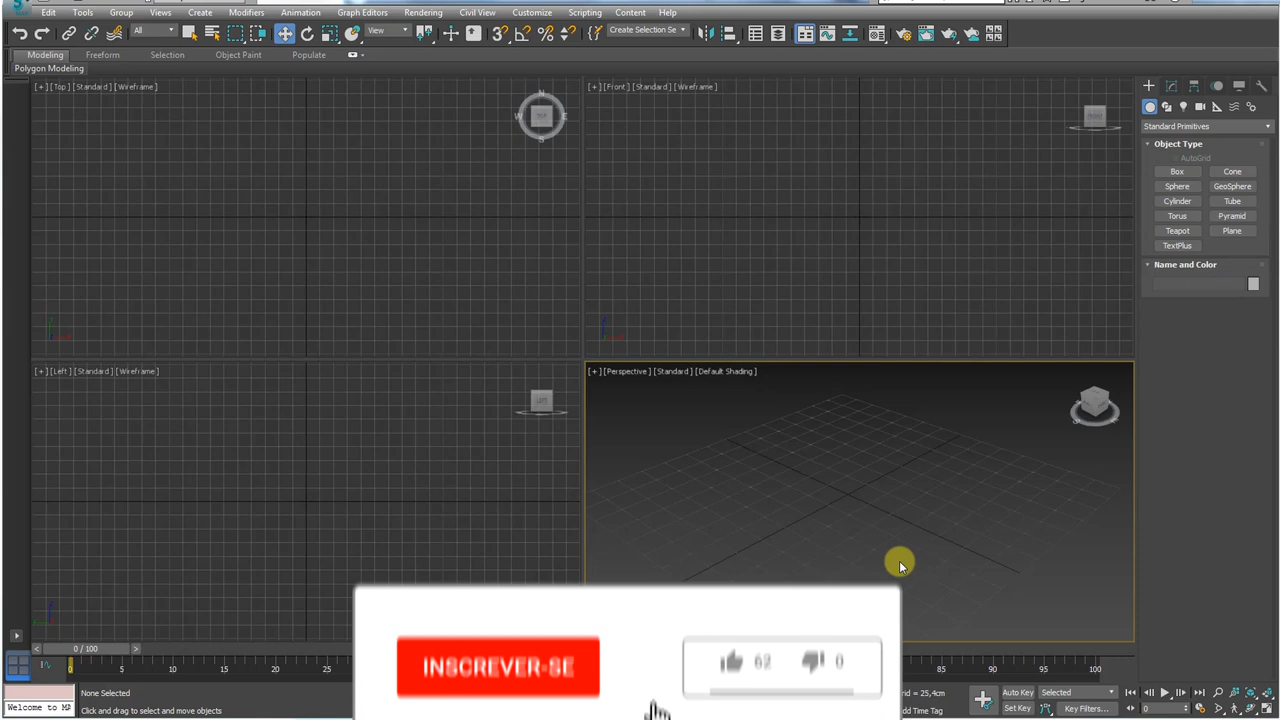 Edit Tools Group Views Create Modifiers Animation Graph Editors Rendering Civil View Customize Scripting Content Help
All View Create Selection Se
Modeling Freeform Selection Object Paint Populate
Polygon Modeling
[+] [Top] [Standard] [Wireframe]
[+] [Front] [Standard] [Wireframe]
N
W TOP E
S
FRONT
Standard Primitives
Object Type
AutoGrid
Box Cone
Sphere GeoSphere
Cylinder Tube
Torus Pyramid
Teapot Plane
TextPlus
Name and Color
[+] [Left] [Standard] [Wireframe]
[+] [Perspective] [Standard] [Default Shading]
LEFT
INSCREVER-SE
62 0
< 0 / 100 >
0 85 90 95 100
None Selected
Welcome to MA
Click and drag to select and move objects
rid = 25,4cm
dd Time Tag
Auto Key Selected
Set Key Key Filters...
0